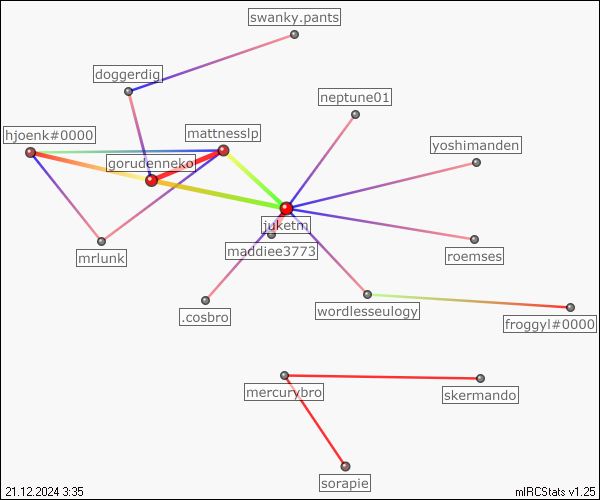 swanky.pants
doggerdig
neptune01
hjoenk#0000
mattnesslp
yoshimanden
gorudenneko
juketm
maddiee3773
mrlunk
roemses
.cosbro
wordlesseulogy
froggyl#0000
mercurybro
skermando
sorapie
21.12.2024 3:35
mIRCStats v1.25